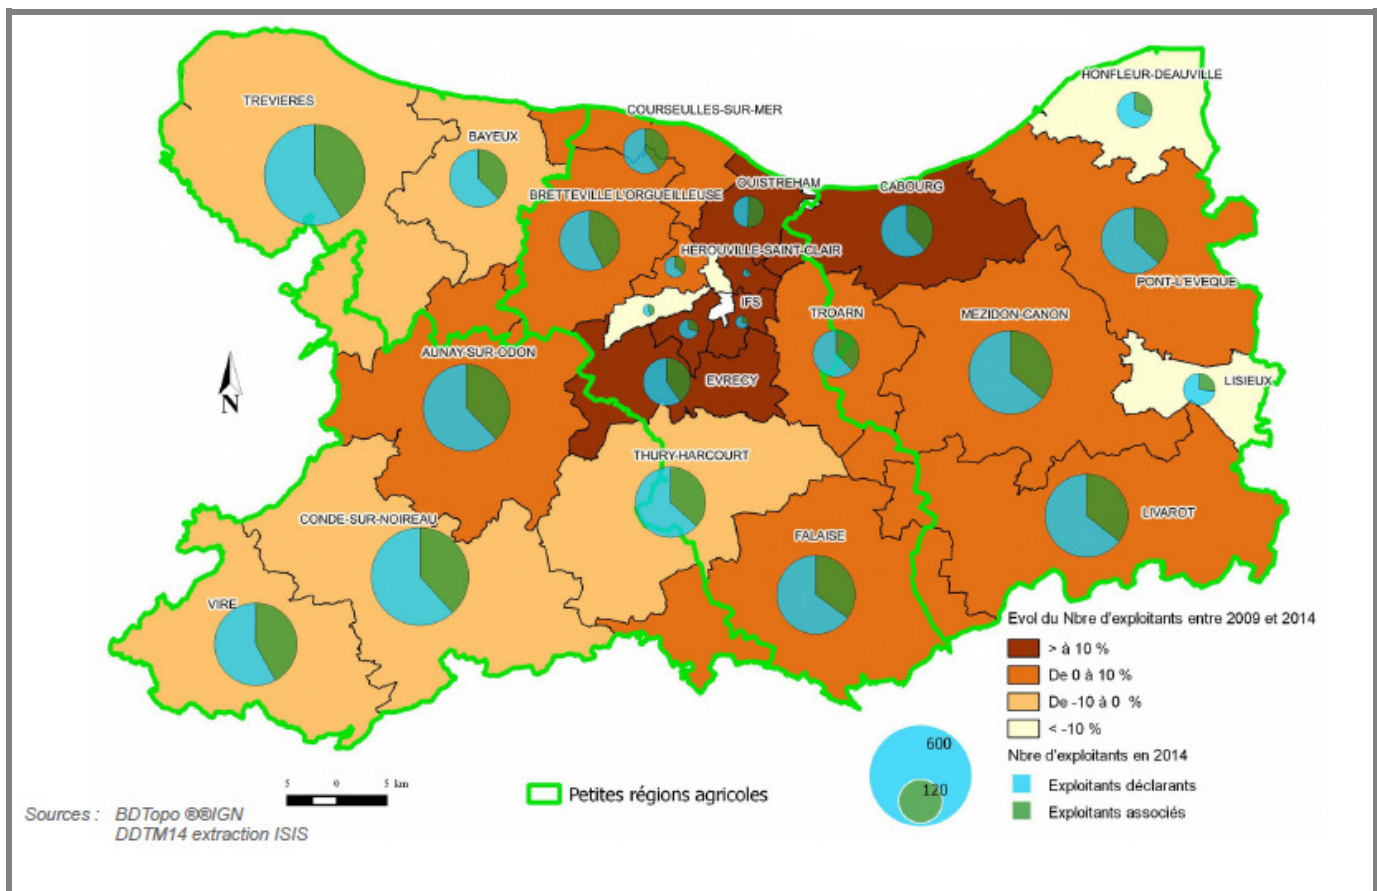 HONFLEUR-DEAUVILLE
TREVIERES
COURSEULLES-SUR-MER
BAYEUX
OUISTREHAM
CABOURG
BRETTEVILLE L'ORGUEILLEUSE
HEROUVILLE-SAINT-CLAIR
PONT-L'EVEQUE
IFS
TROARN
MEZIDON-CANON
AUNAY-SUR-ODON
EVRECY
LISIEUX
N
THURY-HARCOURT
CONDE-SUR-NOIREAU
LIVAROT
FALAISE
VIRE
Evol du Nbre d'exploitants entre 2009 et 2014
> à 10 %
De 0 à 10 %
De -10 à 0 %
< -10 %
Nbre d'exploitants en 2014
Exploitants déclarants
Exploitants associés
600
120
5 0 5 km
Petites régions agricoles
Sources : BDTopo ®®IGN
DDTM14 extraction ISIS